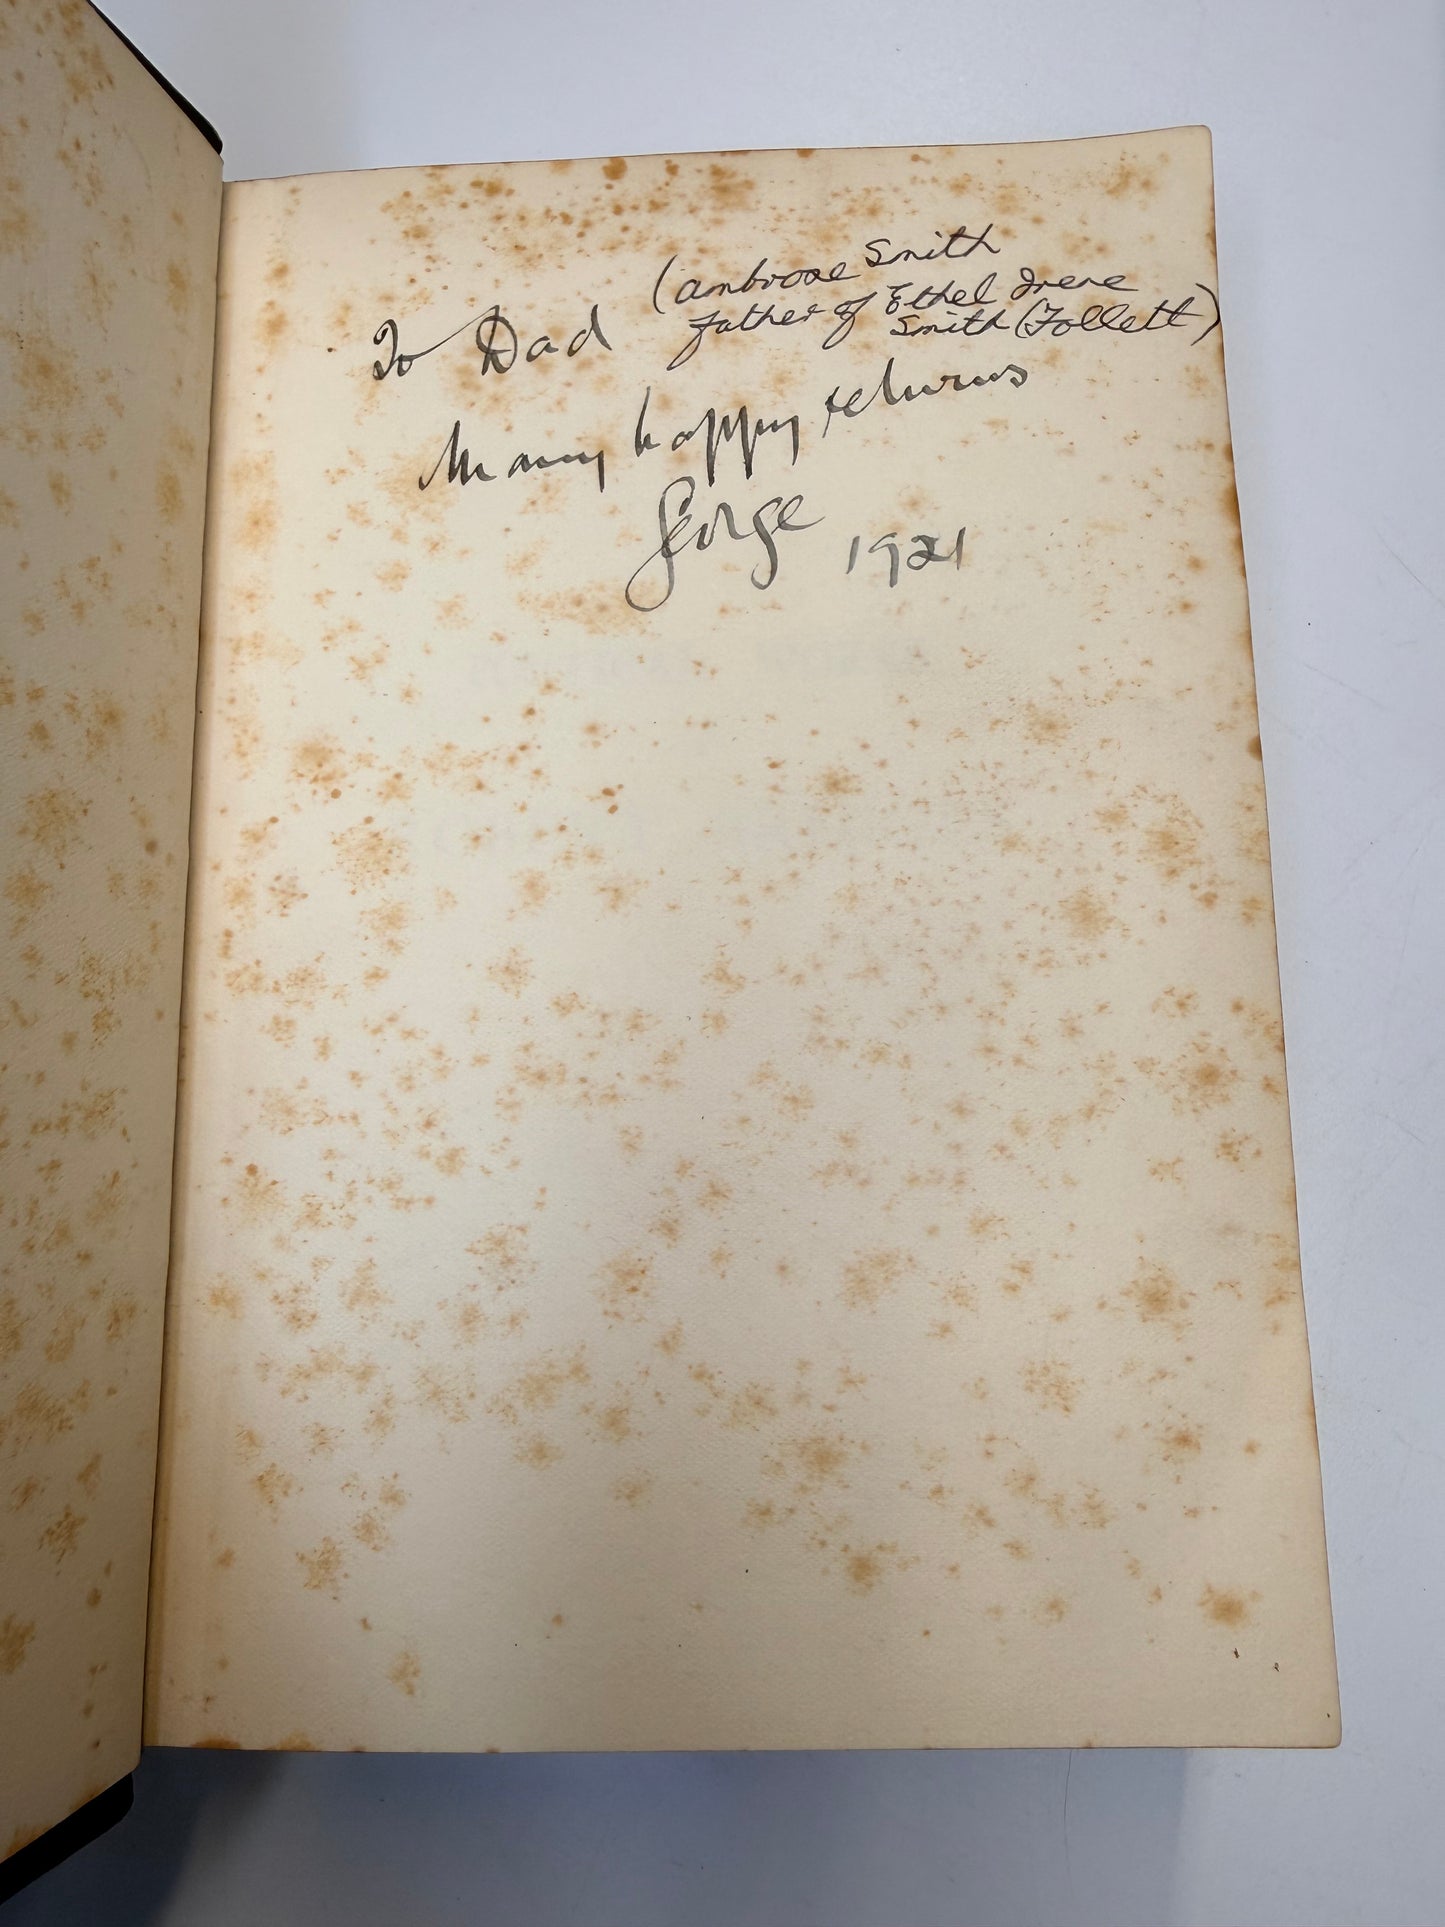 To Dad (Ambrose Smith
father of Ethel Irene
Smith (Follett)
Many happy returns
George 1921